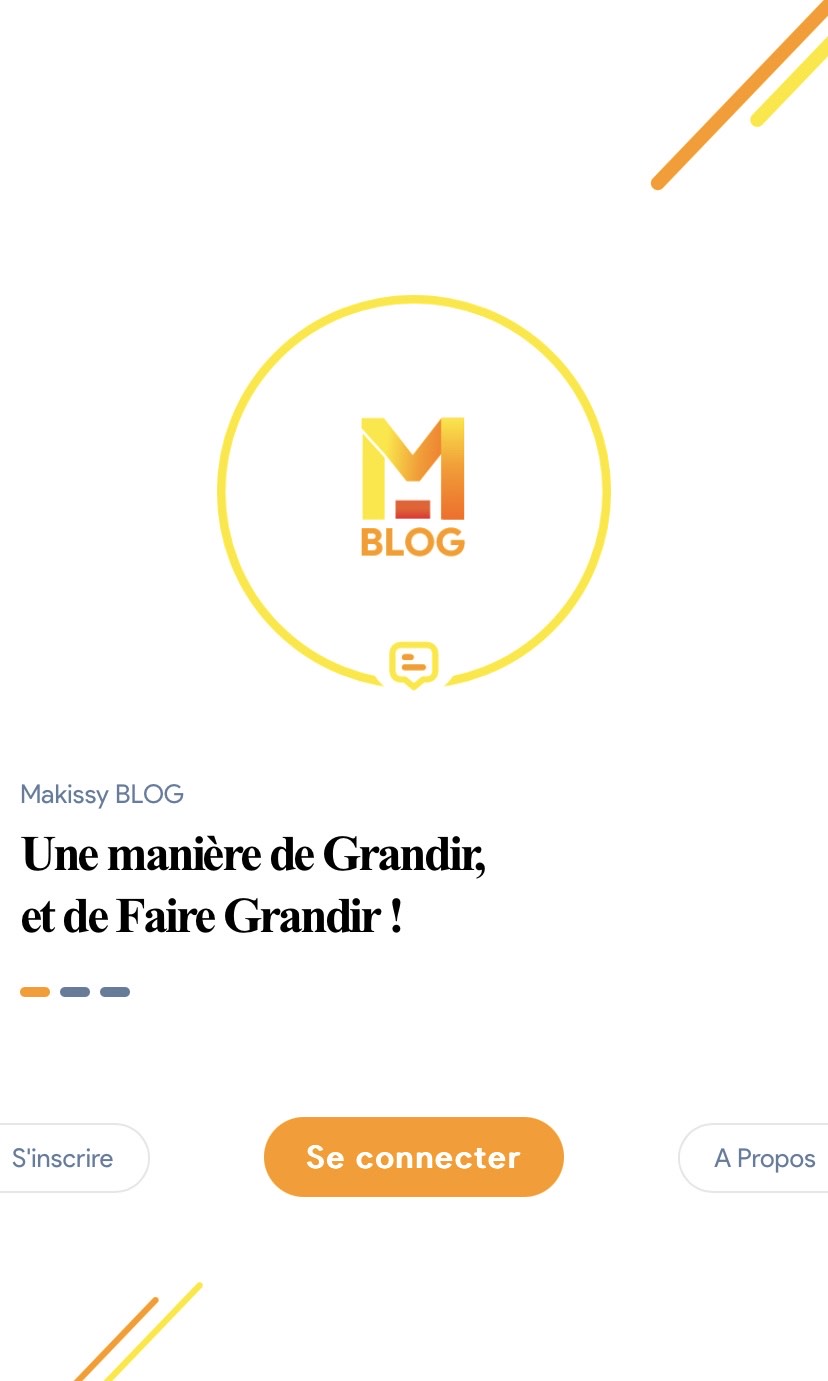 M
BLOG
Makissy BLOG
Une manière de Grandir,
et de Faire Grandir !
S'inscrire
Se connecter
A Propos